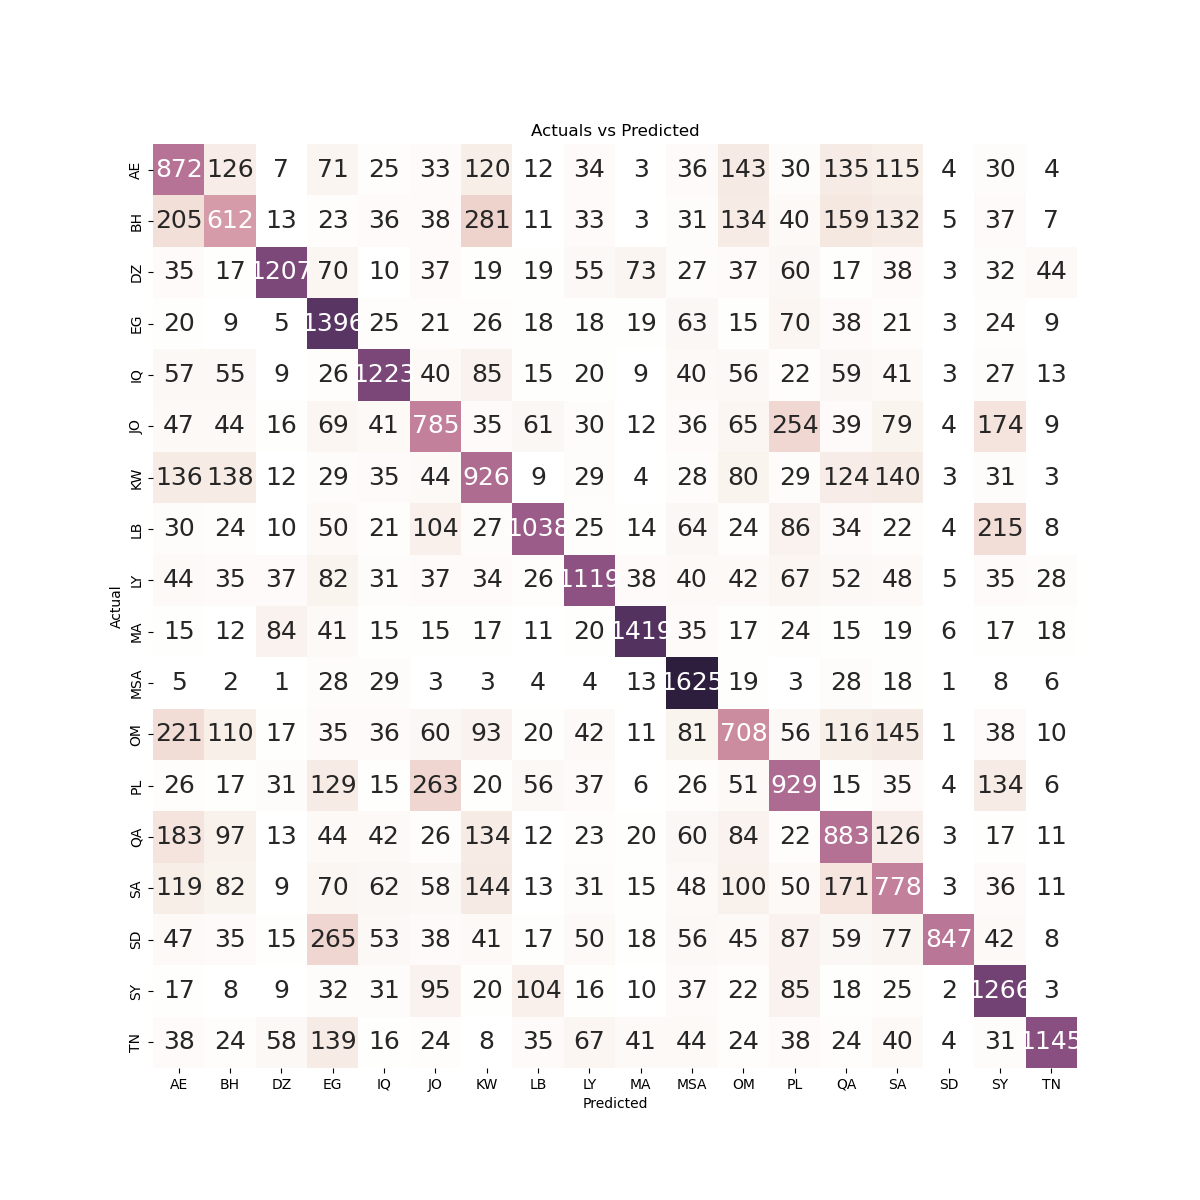 Actuals vs Predicted
AE 872 126 7 71 25 33 120 12 34 3 36 143 30 135 115 4 30 4
BH 205 612 13 23 36 38 281 11 33 3 31 134 40 159 132 5 37 7
DZ 35 17 1207 70 10 37 19 19 55 73 27 37 60 17 38 3 32 44
EG 20 9 5 1396 25 21 26 18 18 19 63 15 70 38 21 3 24 9
IQ 57 55 9 26 1223 40 85 15 20 9 40 56 22 59 41 3 27 13
JO 47 44 16 69 41 785 35 61 30 12 36 65 254 39 79 4 174 9
KW 136 138 12 29 35 44 926 9 29 4 28 80 29 124 140 3 31 3
LB 30 24 10 50 21 104 27 1038 25 14 64 24 86 34 22 4 215 8
LY 44 35 37 82 31 37 34 26 1119 38 40 42 67 52 48 5 35 28
Actual
MA 15 12 84 41 15 15 17 11 20 1419 35 17 24 15 19 6 17 18
MSA 5 2 1 28 29 3 3 4 4 13 1625 19 3 28 18 1 8 6
OM 221 110 17 35 36 60 93 20 42 11 81 708 56 116 145 1 38 10
PL 26 17 31 129 15 263 20 56 37 6 26 51 929 15 35 4 134 6
QA 183 97 13 44 42 26 134 12 23 20 60 84 22 883 126 3 17 11
SA 119 82 9 70 62 58 144 13 31 15 48 100 50 171 778 3 36 11
SD 47 35 15 265 53 38 41 17 50 18 56 45 87 59 77 847 42 8
SY 17 8 9 32 31 95 20 104 16 10 37 22 85 18 25 2 1266 3
TN 38 24 58 139 16 24 8 35 67 41 44 24 38 24 40 4 31 1145
AE BH DZ EG IQ JO KW LB LY MA MSA OM PL QA SA SD SY TN
Predicted